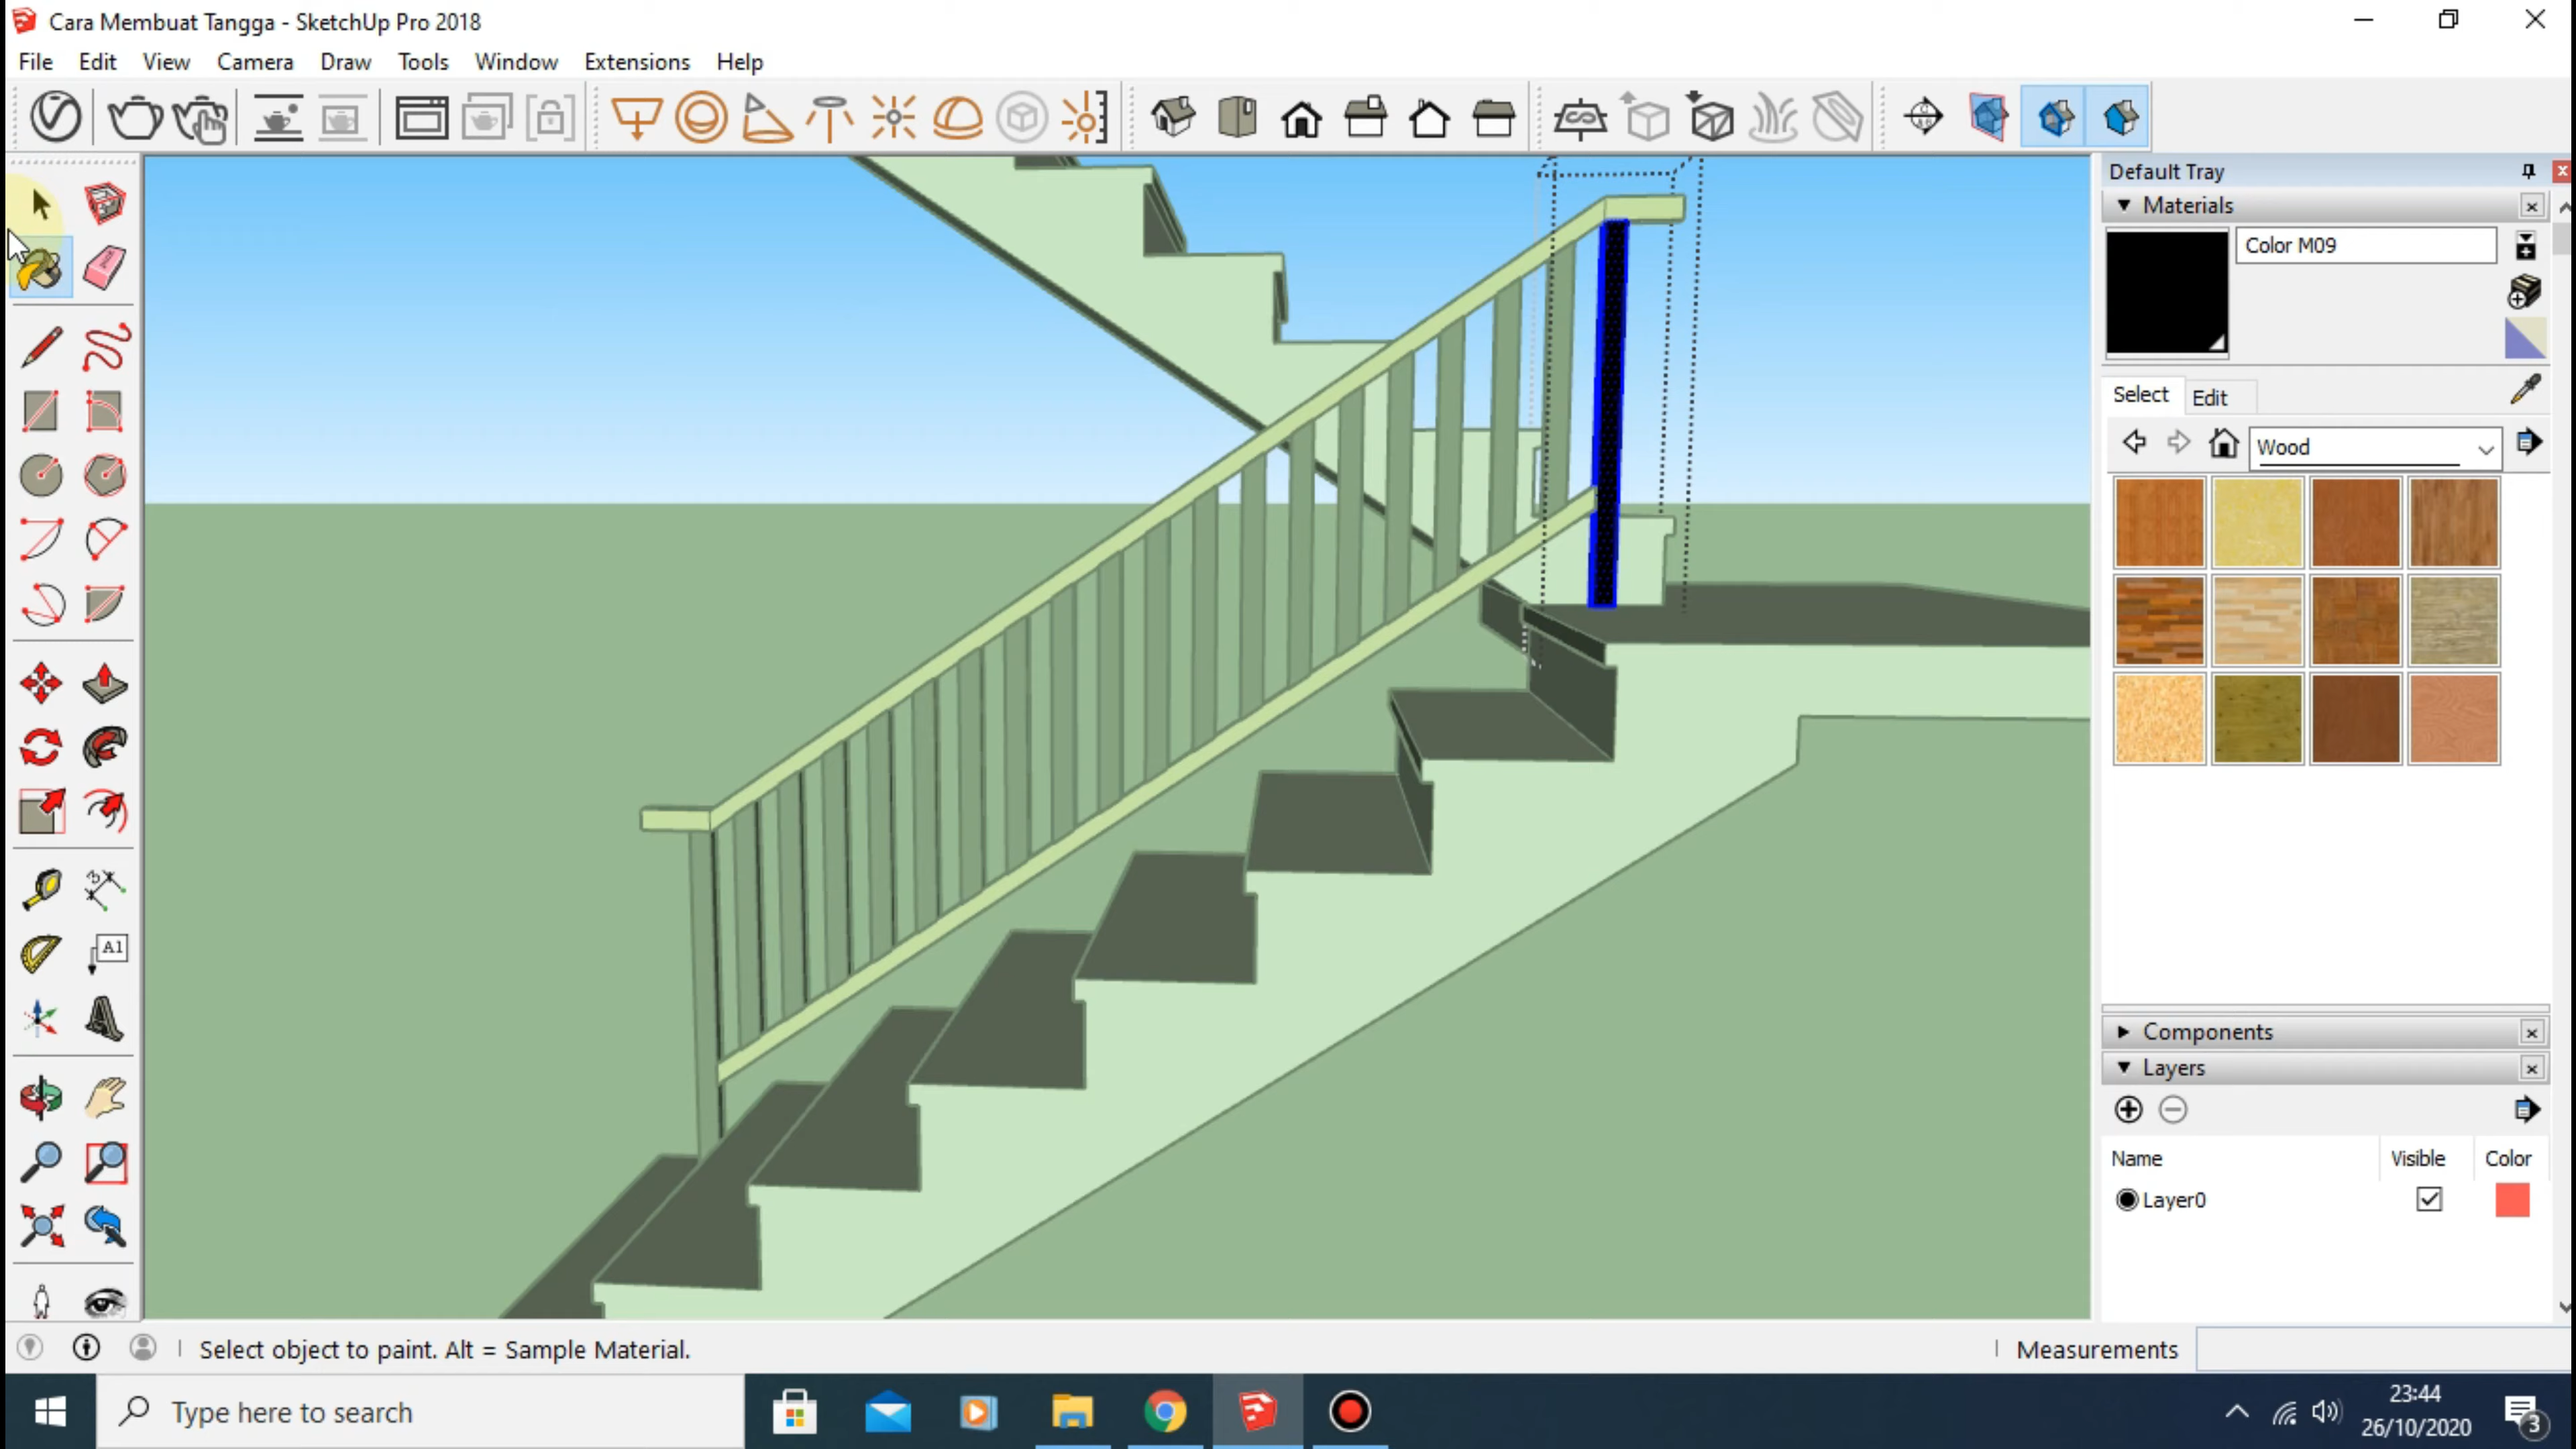 Cara Membuat Tangga - SketchUp Pro 2018
File Edit View Camera Draw Tools Window Extensions Help
Default Tray
Materials
Color M09
Select Edit
Wood
A1
Components
Layers
Name Visible Color
Layer0
Select object to paint. Alt = Sample Material.
Measurements
Type here to search
23:44
26/10/2020
3